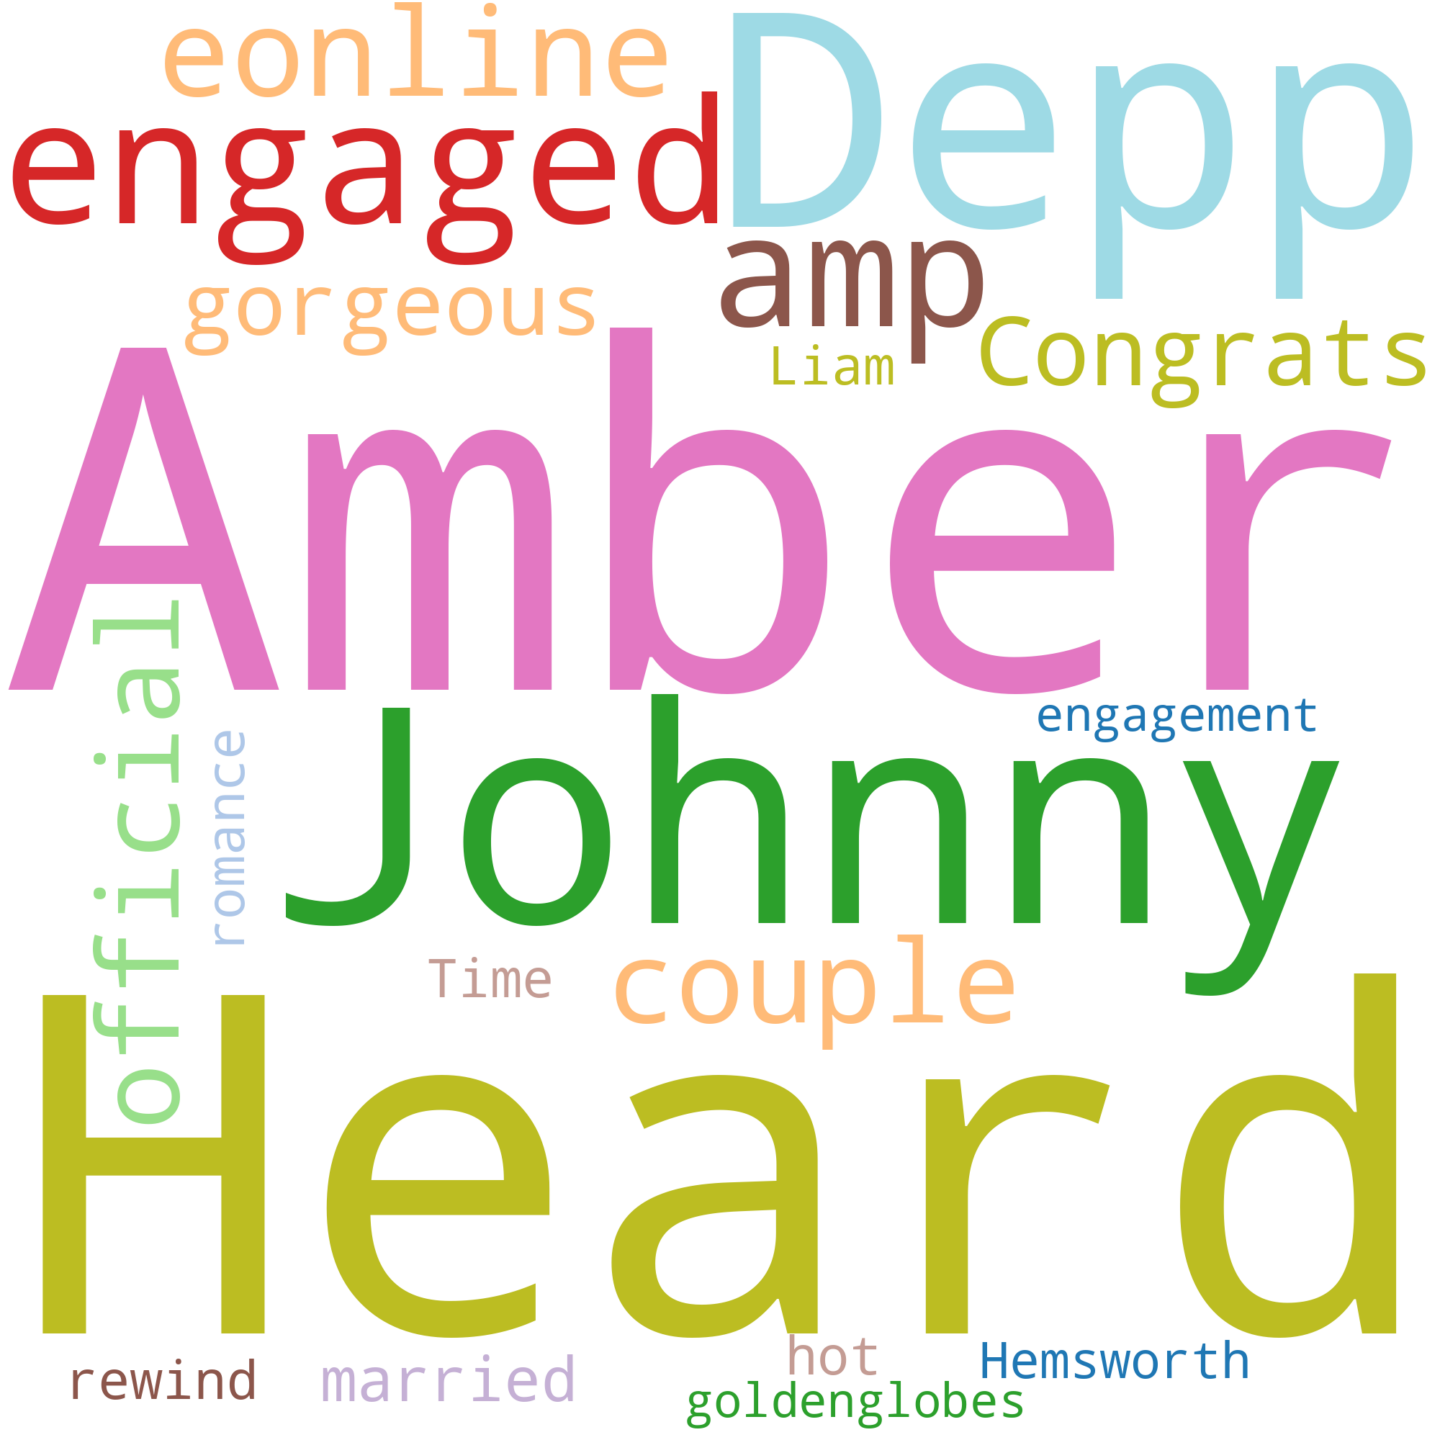 eonline
Depp
engaged
amp
gorgeous
Congrats
Liam
Amber
official
engagement
romance
Johnny
Time
couple
Heard
hot
Hemsworth
rewind
married
goldenglobes